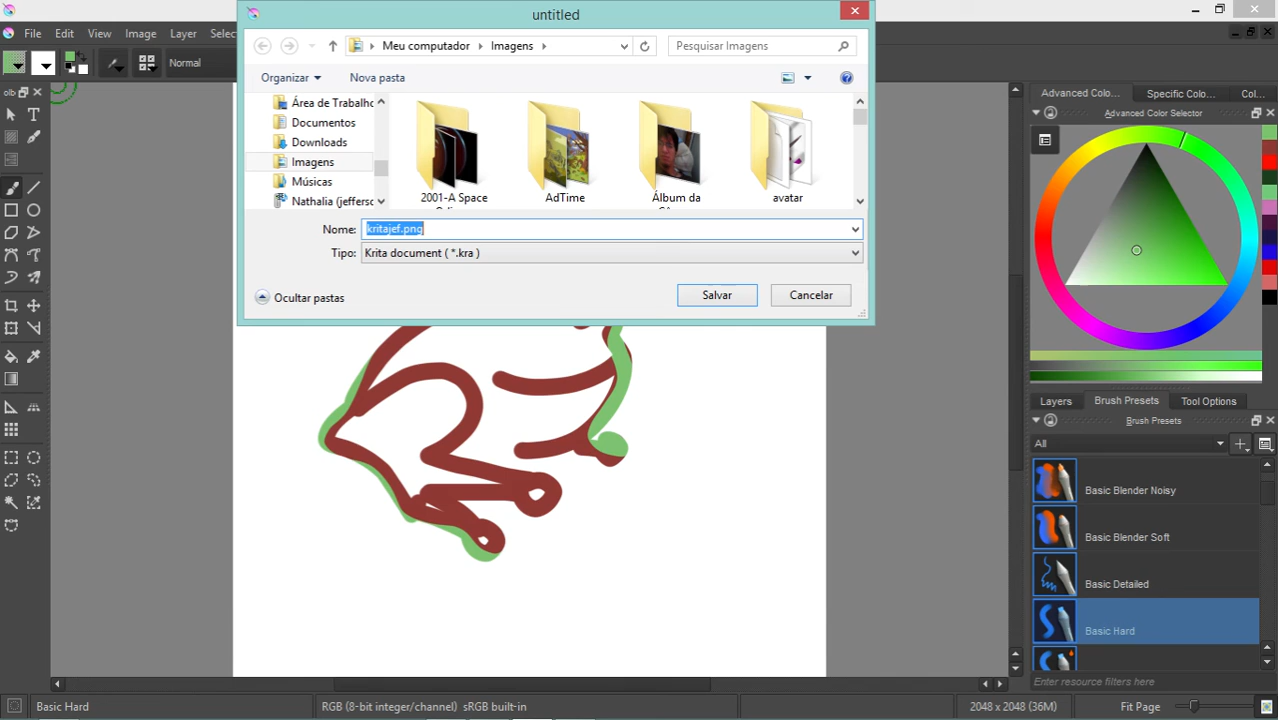 untitled
File Edit View Image Layer Selec
Meu computador Imagens
Pesquisar Imagens
Normal
Organizar
Nova pasta
Área de Trabalho
Documentos
Downloads
Imagens
Músicas
Nathalia (jefferso
2001-A Space
AdTime
Álbum da
avatar
Nome: kritajef.png
Tipo: Krita document ( *.kra )
Ocultar pastas
Salvar
Cancelar
Advanced Colo... Specific Colo... Col...
Advanced Color Selector
Layers Brush Presets Tool Options
Brush Presets
All
Basic Blender Noisy
Basic Blender Soft
Basic Detailed
Basic Hard
Enter resource filters here
Basic Hard
RGB (8-bit integer/channel) sRGB built-in
2048 x 2048 (36M)
Fit Page